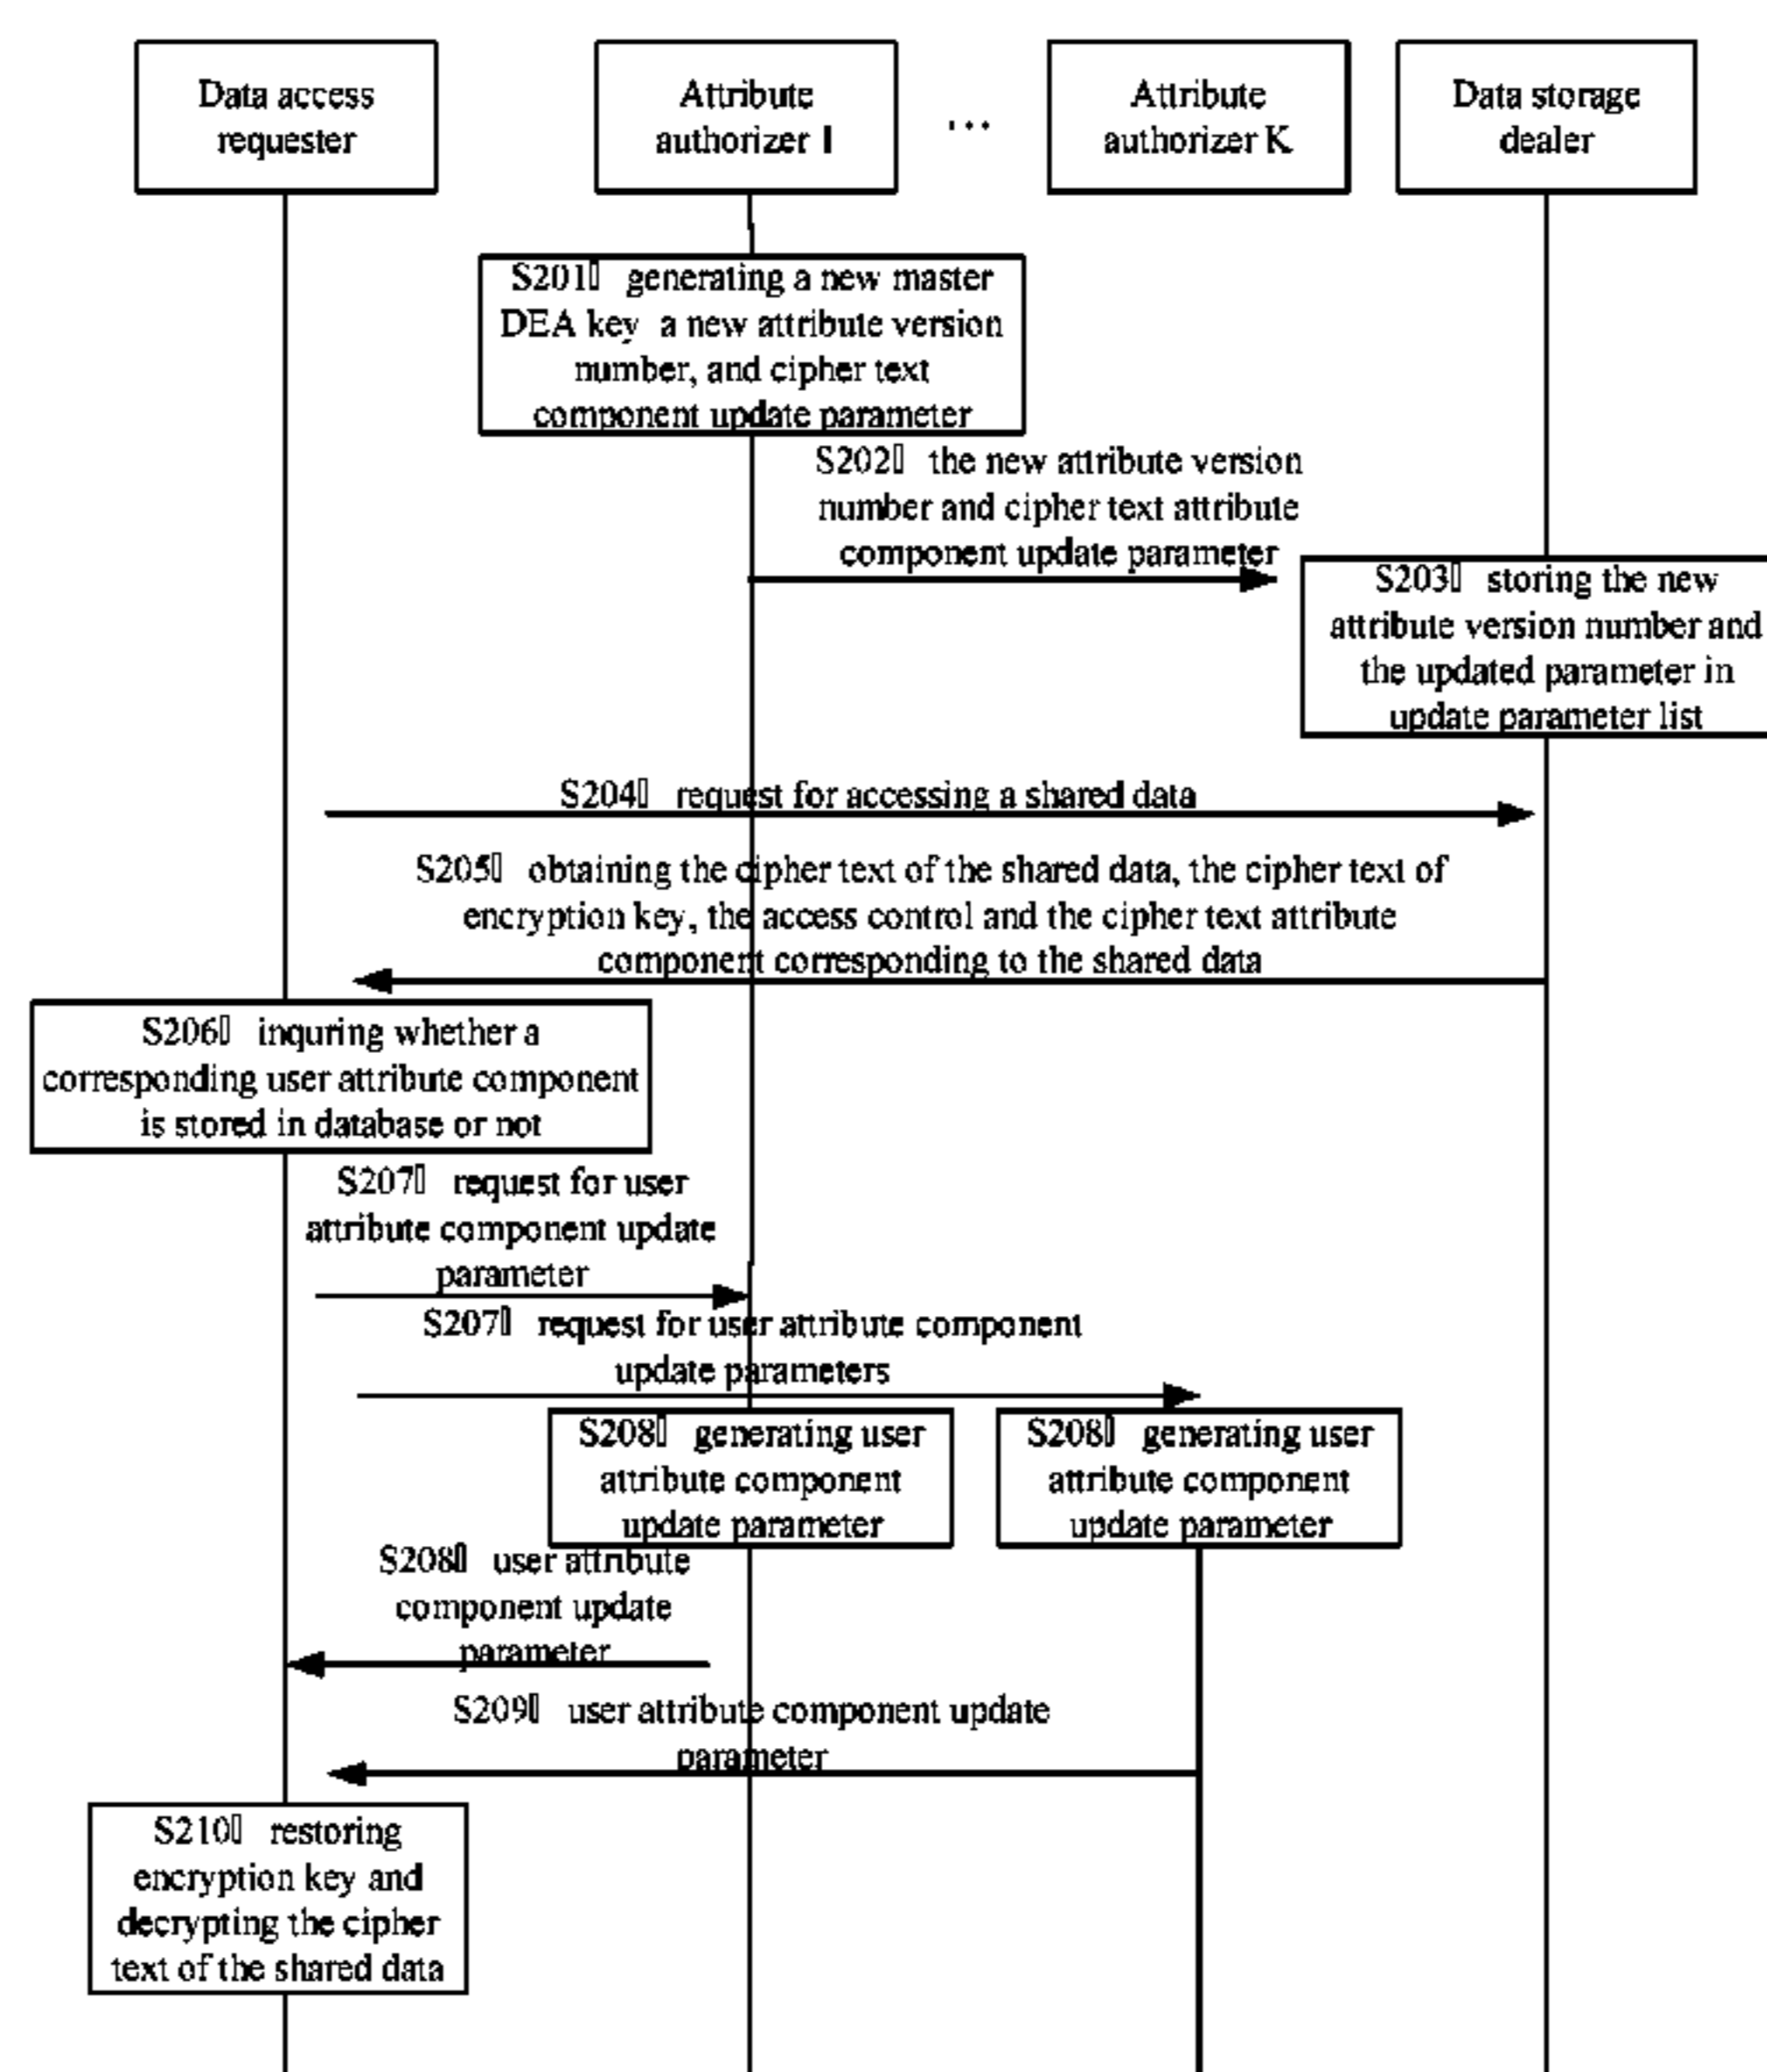 Data access
requester
Attribute
authorizer 1
...
Attribute
authorizer K
Data storage
dealer
S201▯ generating a new master
DEA key a new attribute version
number, and cipher text
component update parameter
S202▯ the new attribute version
number and cipher text attribute
component update parameter
S203▯ storing the new
attribute version number and
the updated parameter in
update parameter list
S204▯ request for accessing a shared data
S205▯ obtaining the cipher text of the shared data, the cipher text of
encryption key, the access control and the cipher text attribute
component corresponding to the shared data
S206▯ inquring whether a
corresponding user attribute component
is stored in database or not
S207▯ request for user
attribute component update
parameter
S207▯ request for user attribute component
update parameters
S208▯ generating user
attribute component
update parameter
S208▯ generating user
attribute component
update parameter
S208▯ user attribute
component update
parameter
S209▯ user attribute component update
parameter
S210▯ restoring
encryption key and
decrypting the cipher
text of the shared data